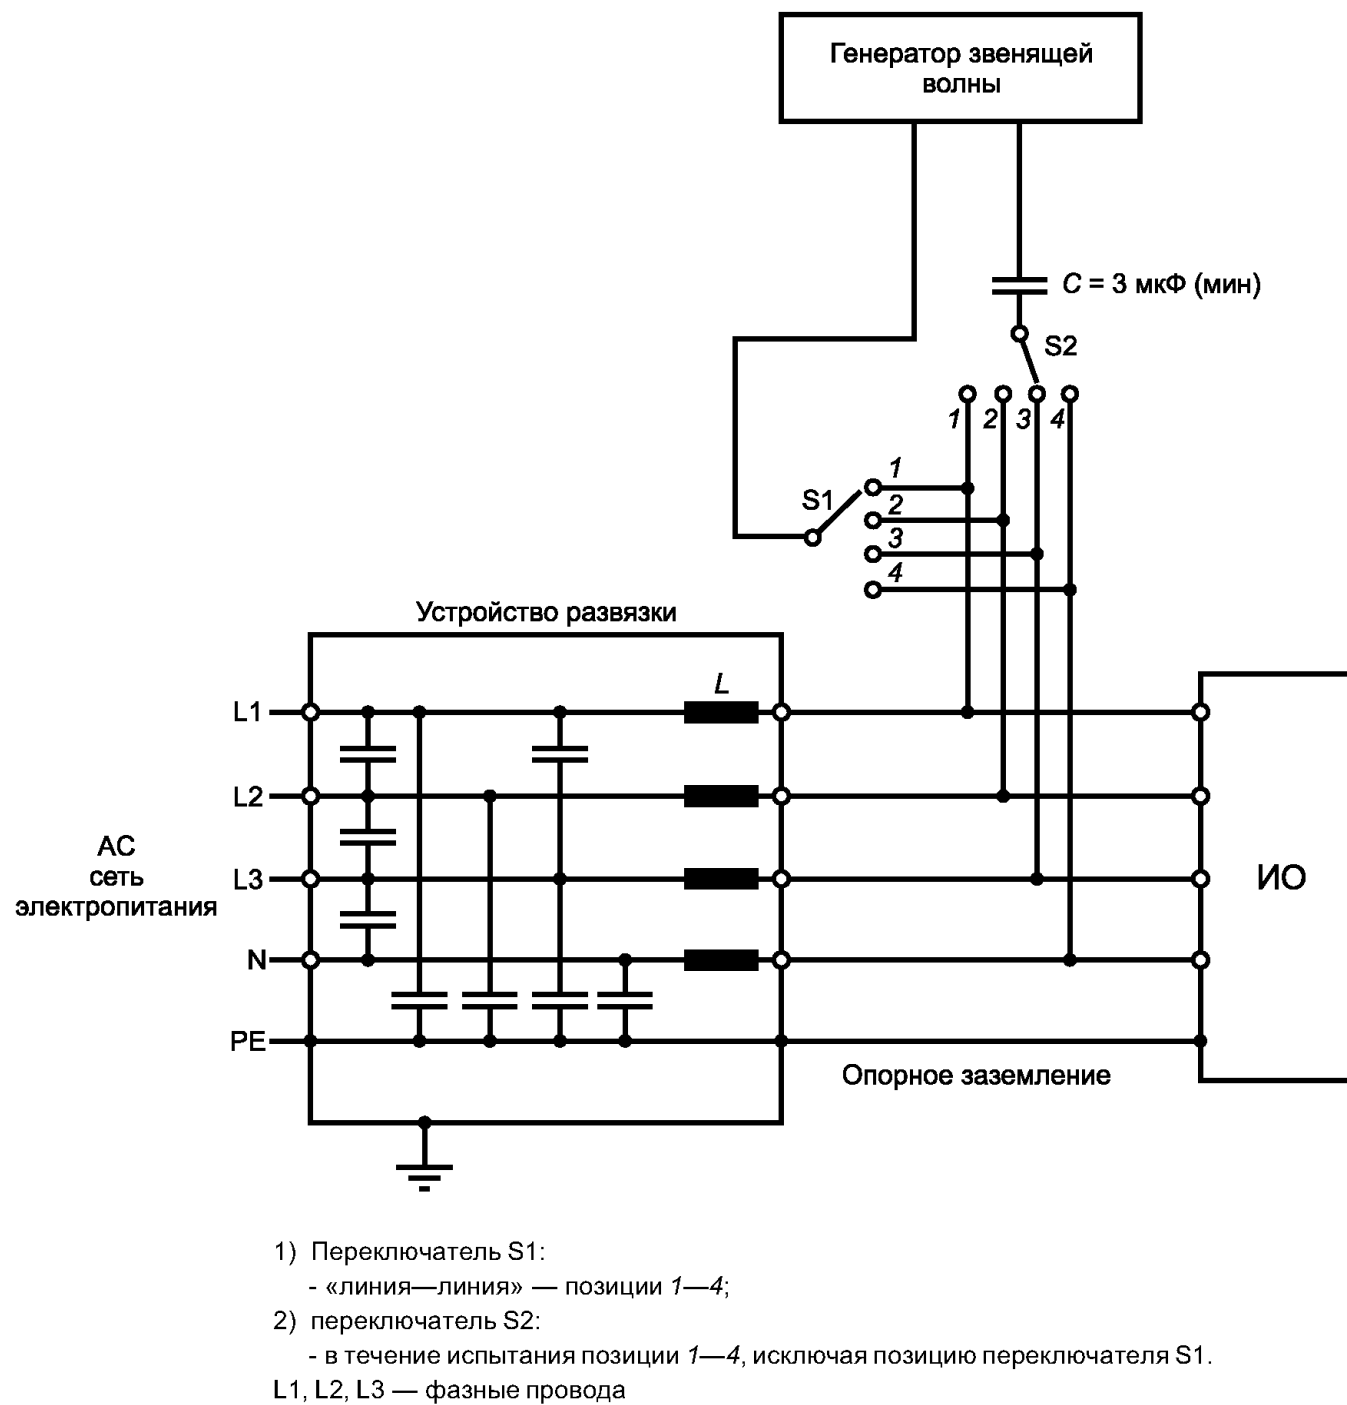 Генератор звенящей
волны
C = 3 мкФ (мин)
S2
1 2 3 4
1
S1
2
3
4
Устройство развязки
L
L1
L2
AC
сеть
электропитания
L3
ИО
N
PE
Опорное заземление
1) Переключатель S1:
- «линия—линия» — позиции 1—4;
2) переключатель S2:
- в течение испытания позиции 1—4, исключая позицию переключателя S1.
L1, L2, L3 — фазные провода